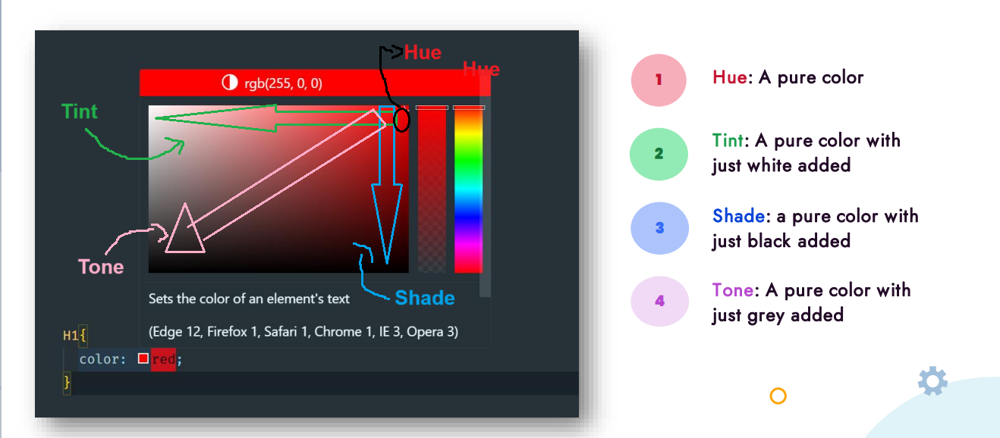 Hue
Hue
rgb(255, 0, 0)
Tint
Tone
Shade
Sets the color of an element's text
(Edge 12, Firefox 1, Safari 1, Chrome 1, IE 3, Opera 3)
H1{
color: red;
}
1
Hue: A pure color
2
Tint: A pure color with
just white added
3
Shade: a pure color with
just black added
4
Tone: A pure color with
just grey added